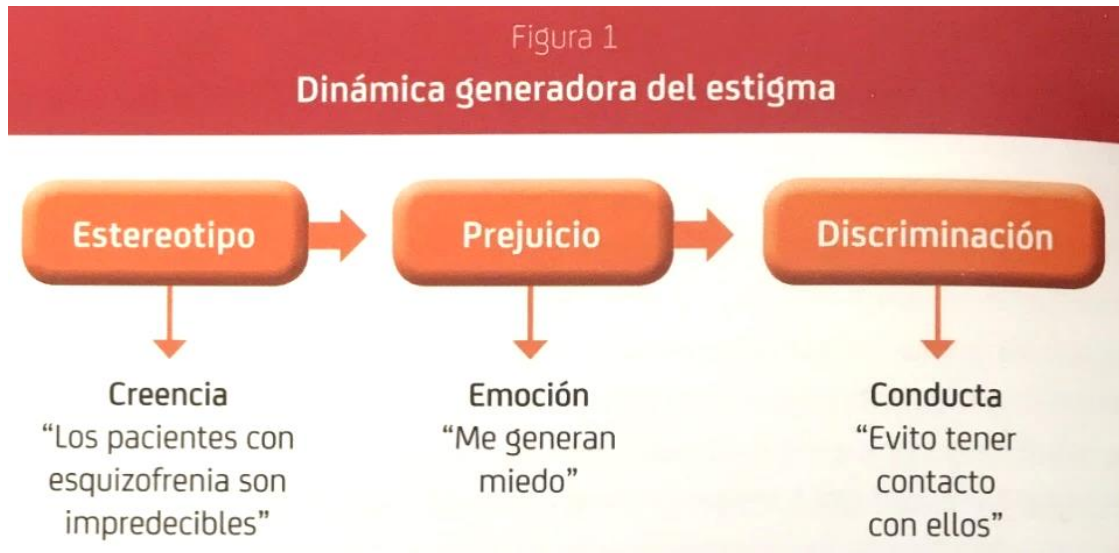 Figura 1
Dinámica generadora del estigma
Estereotipo
Prejuicio
Discriminación
Creencia
“Los pacientes con
esquizofrenia son
impredecibles”
Emoción
“Me generan
miedo”
Conducta
“Evito tener
contacto
con ellos”